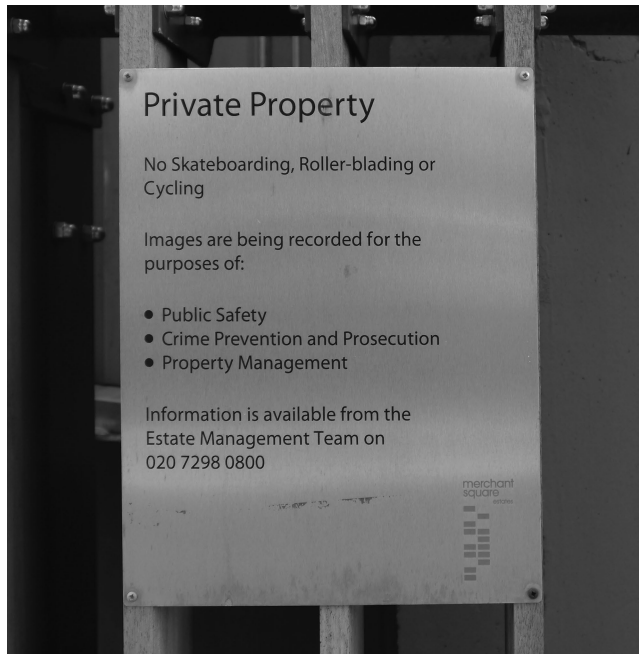 Private Property
No Skateboarding, Roller-blading or
Cycling
Images are being recorded for the
purposes of:
• Public Safety
• Crime Prevention and Prosecution
• Property Management
Information is available from the
Estate Management Team on
020 7298 0800
merchant
square
estates